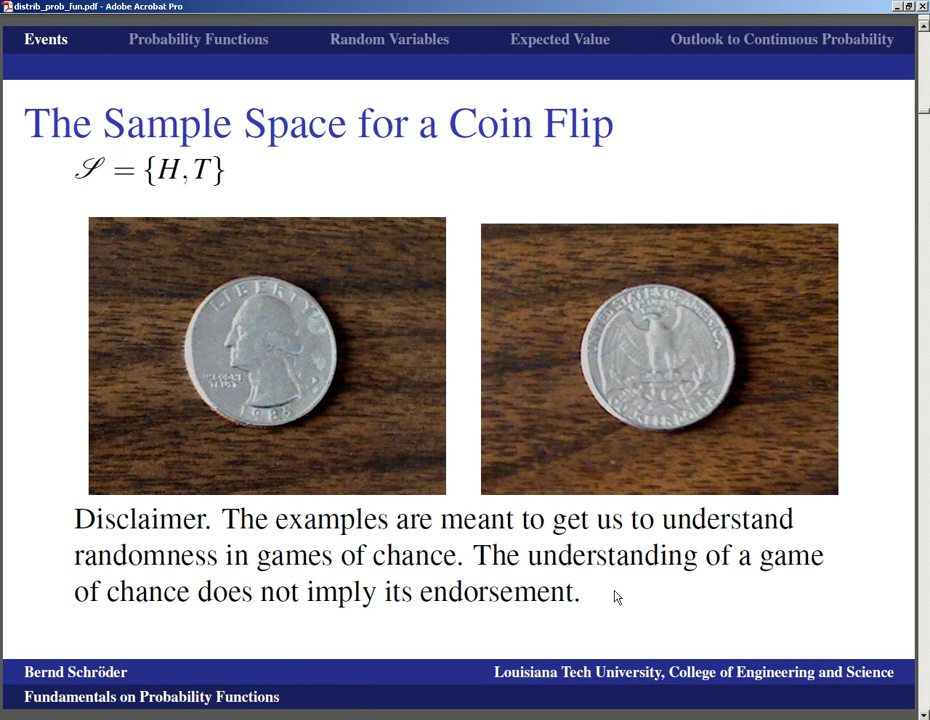 distrib_prob_fun.pdf - Adobe Acrobat Pro
Events Probability Functions Random Variables Expected Value Outlook to Continuous Probability
The Sample Space for a Coin Flip
𝒮 = {H, T}
LIBERTY
IN GOD WE
TRUST
UNITED STATES OF AMERICA
QUARTER DOLLAR
Disclaimer. The examples are meant to get us to understand
randomness in games of chance. The understanding of a game
of chance does not imply its endorsement.
Bernd Schröder Louisiana Tech University, College of Engineering and Science
Fundamentals on Probability Functions